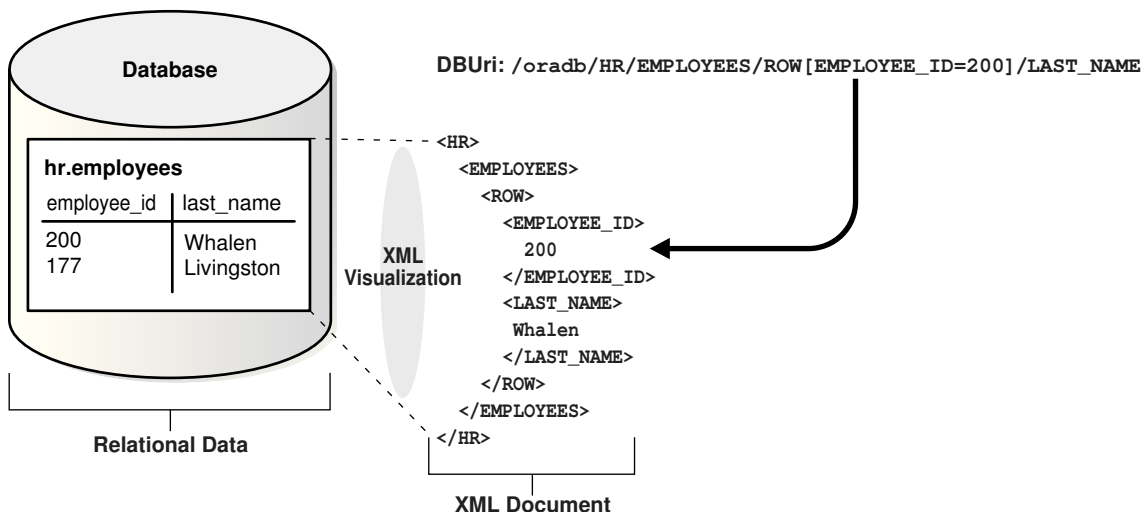 Database
DBUri: /oradb/HR/EMPLOYEES/ROW[EMPLOYEE_ID=200]/LAST_NAME
hr.employees
employee_id last_name
200 Whalen
177 Livingston
XML
Visualization
<HR>
<EMPLOYEES>
<ROW>
<EMPLOYEE_ID>
200
</EMPLOYEE_ID>
<LAST_NAME>
Whalen
</LAST_NAME>
</ROW>
</EMPLOYEES>
</HR>
Relational Data
XML Document